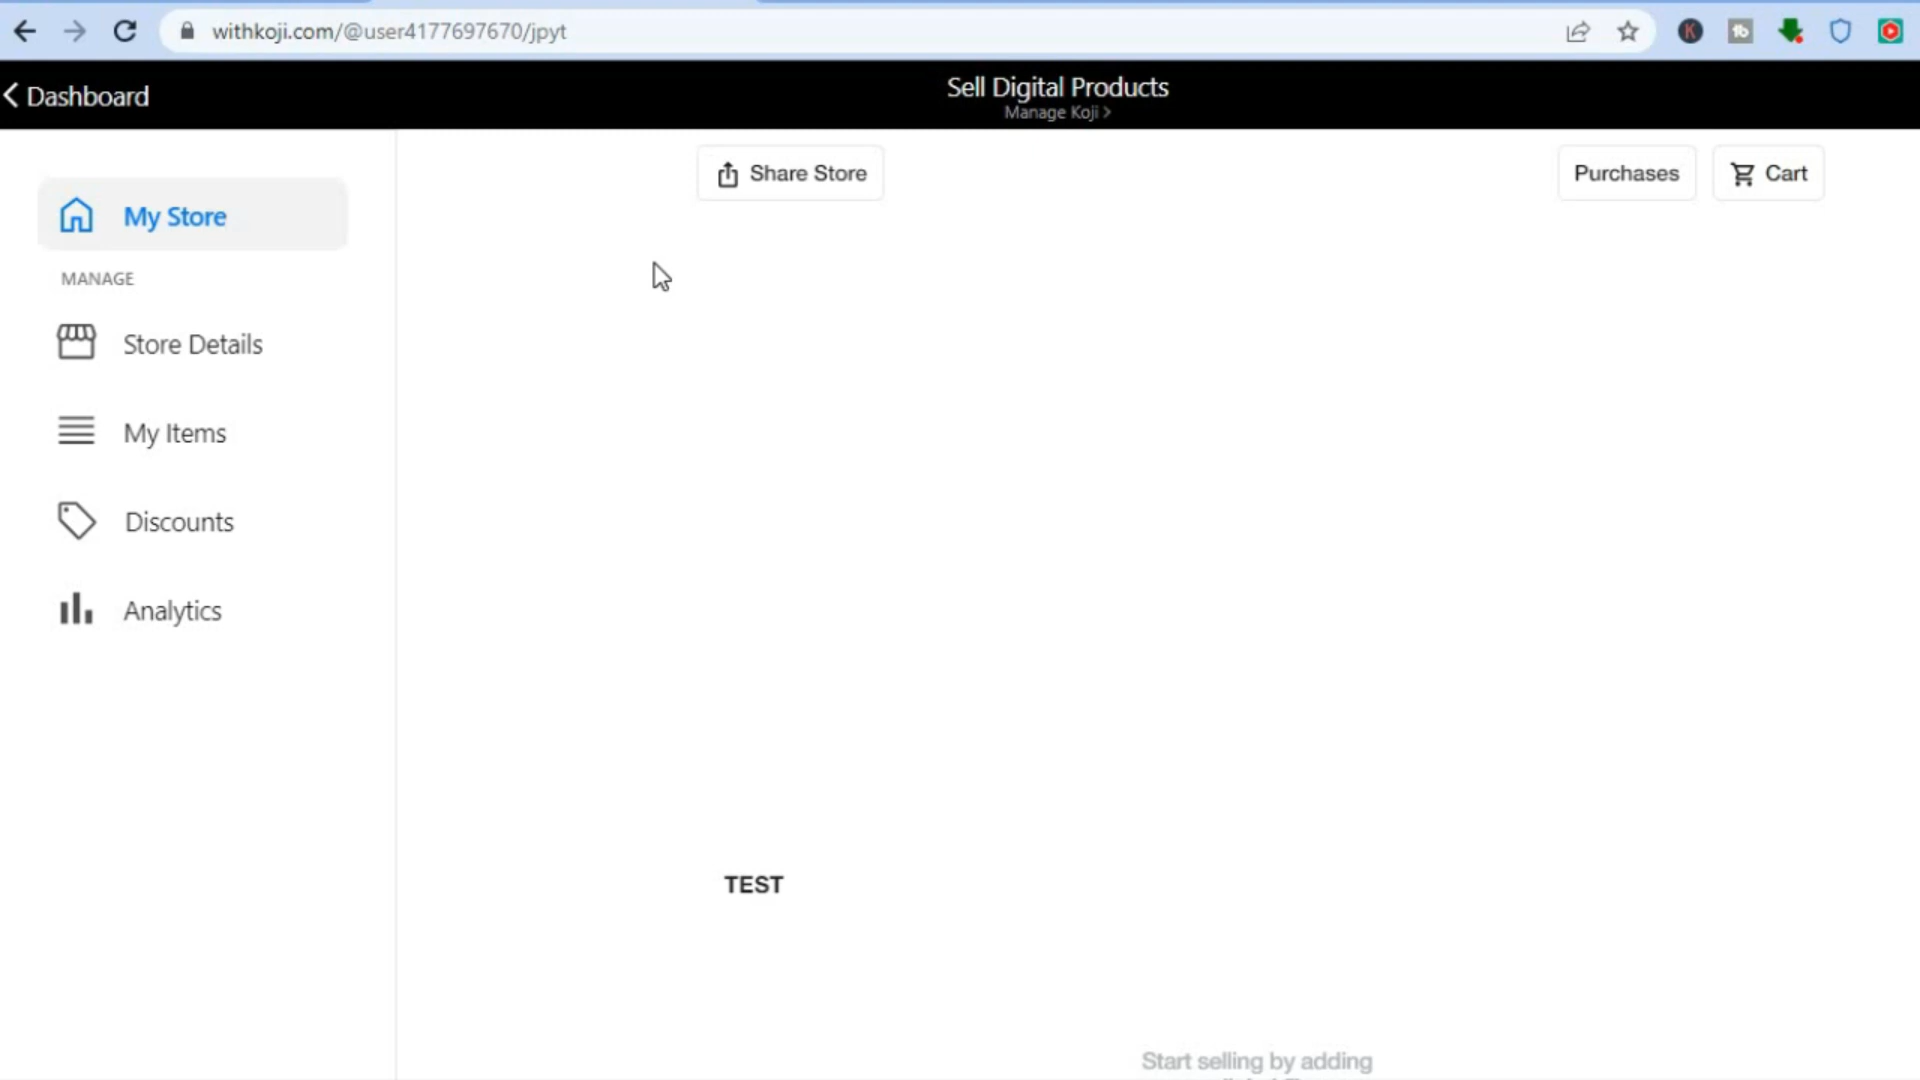 withkoji.com/@user4177697670/jpyt
Dashboard
Sell Digital Products
Manage Koji >
Share Store
Purchases
Cart
My Store
MANAGE
Store Details
My Items
Discounts
Analytics
TEST
Start selling by adding